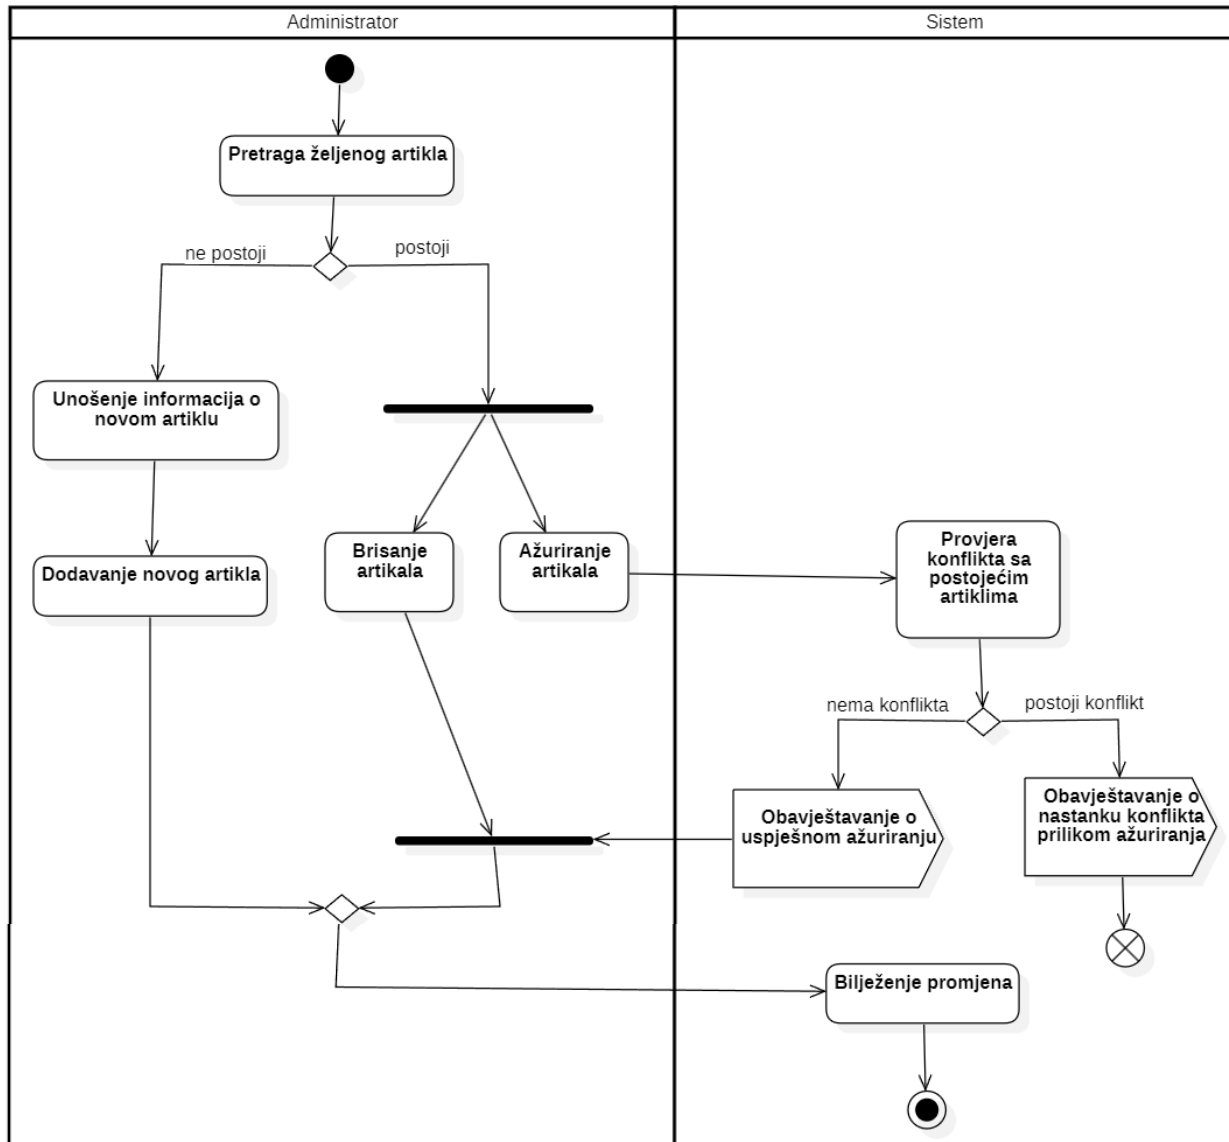 Administrator
Sistem
Pretraga željenog artikla
ne postoji
postoji
Unošenje informacija o
novom artiklu
Dodavanje novog artikla
Brisanje
artikala
Ažuriranje
artikala
Provjera
konflikta sa
postojećim
artiklima
nema konflikta
postoji konflikt
Obavještavanje o
uspješnom ažuriranju
Obavještavanje o
nastanku konflikta
prilikom ažuriranja
Bilježenje promjena